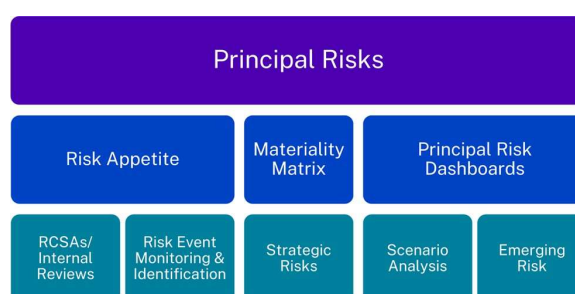 Principal Risks
Risk Appetite
Materiality
Matrix
Principal Risk
Dashboards
RCSAs/
Internal
Reviews
Risk Event
Monitoring &
Identification
Strategic
Risks
Scenario
Analysis
Emerging
Risk